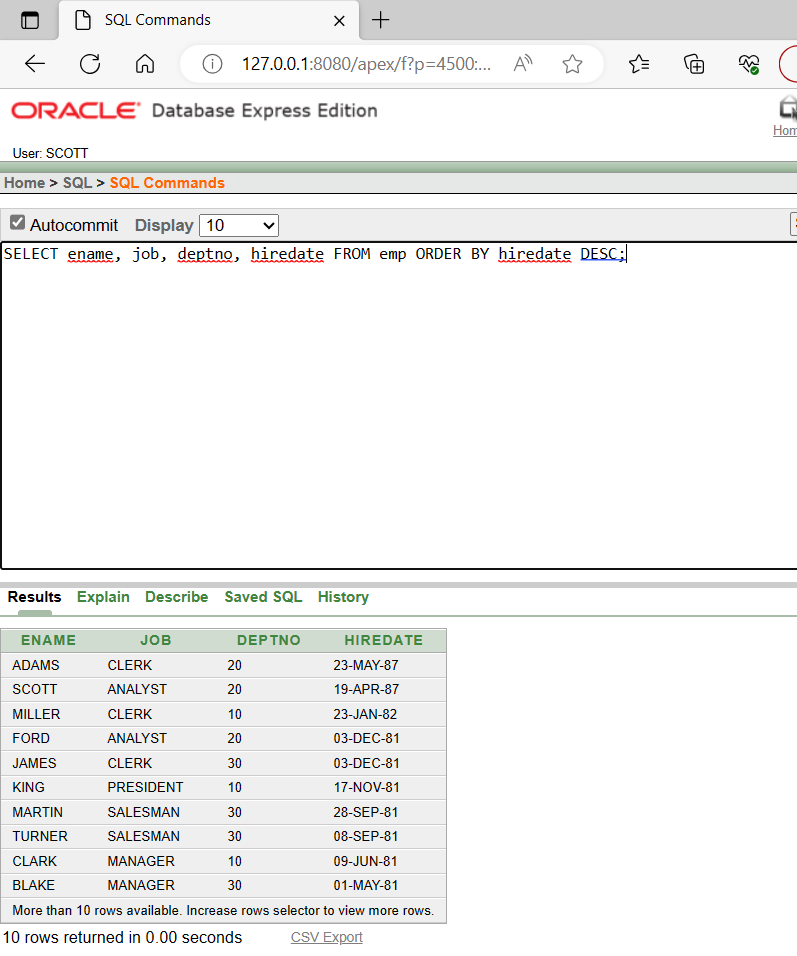 SQL Commands
127.0.0.1:8080/apex/f?p=4500:...
ORACLE Database Express Edition
User: SCOTT
Home > SQL > SQL Commands
Autocommit Display 10
SELECT ename, job, deptno, hiredate FROM emp ORDER BY hiredate DESC;
Results Explain Describe Saved SQL History
ENAME JOB DEPTNO HIREDATE
ADAMS CLERK 20 23-MAY-87
SCOTT ANALYST 20 19-APR-87
MILLER CLERK 10 23-JAN-82
FORD ANALYST 20 03-DEC-81
JAMES CLERK 30 03-DEC-81
KING PRESIDENT 10 17-NOV-81
MARTIN SALESMAN 30 28-SEP-81
TURNER SALESMAN 30 08-SEP-81
CLARK MANAGER 10 09-JUN-81
BLAKE MANAGER 30 01-MAY-81
More than 10 rows available. Increase rows selector to view more rows.
10 rows returned in 0.00 seconds CSV Export